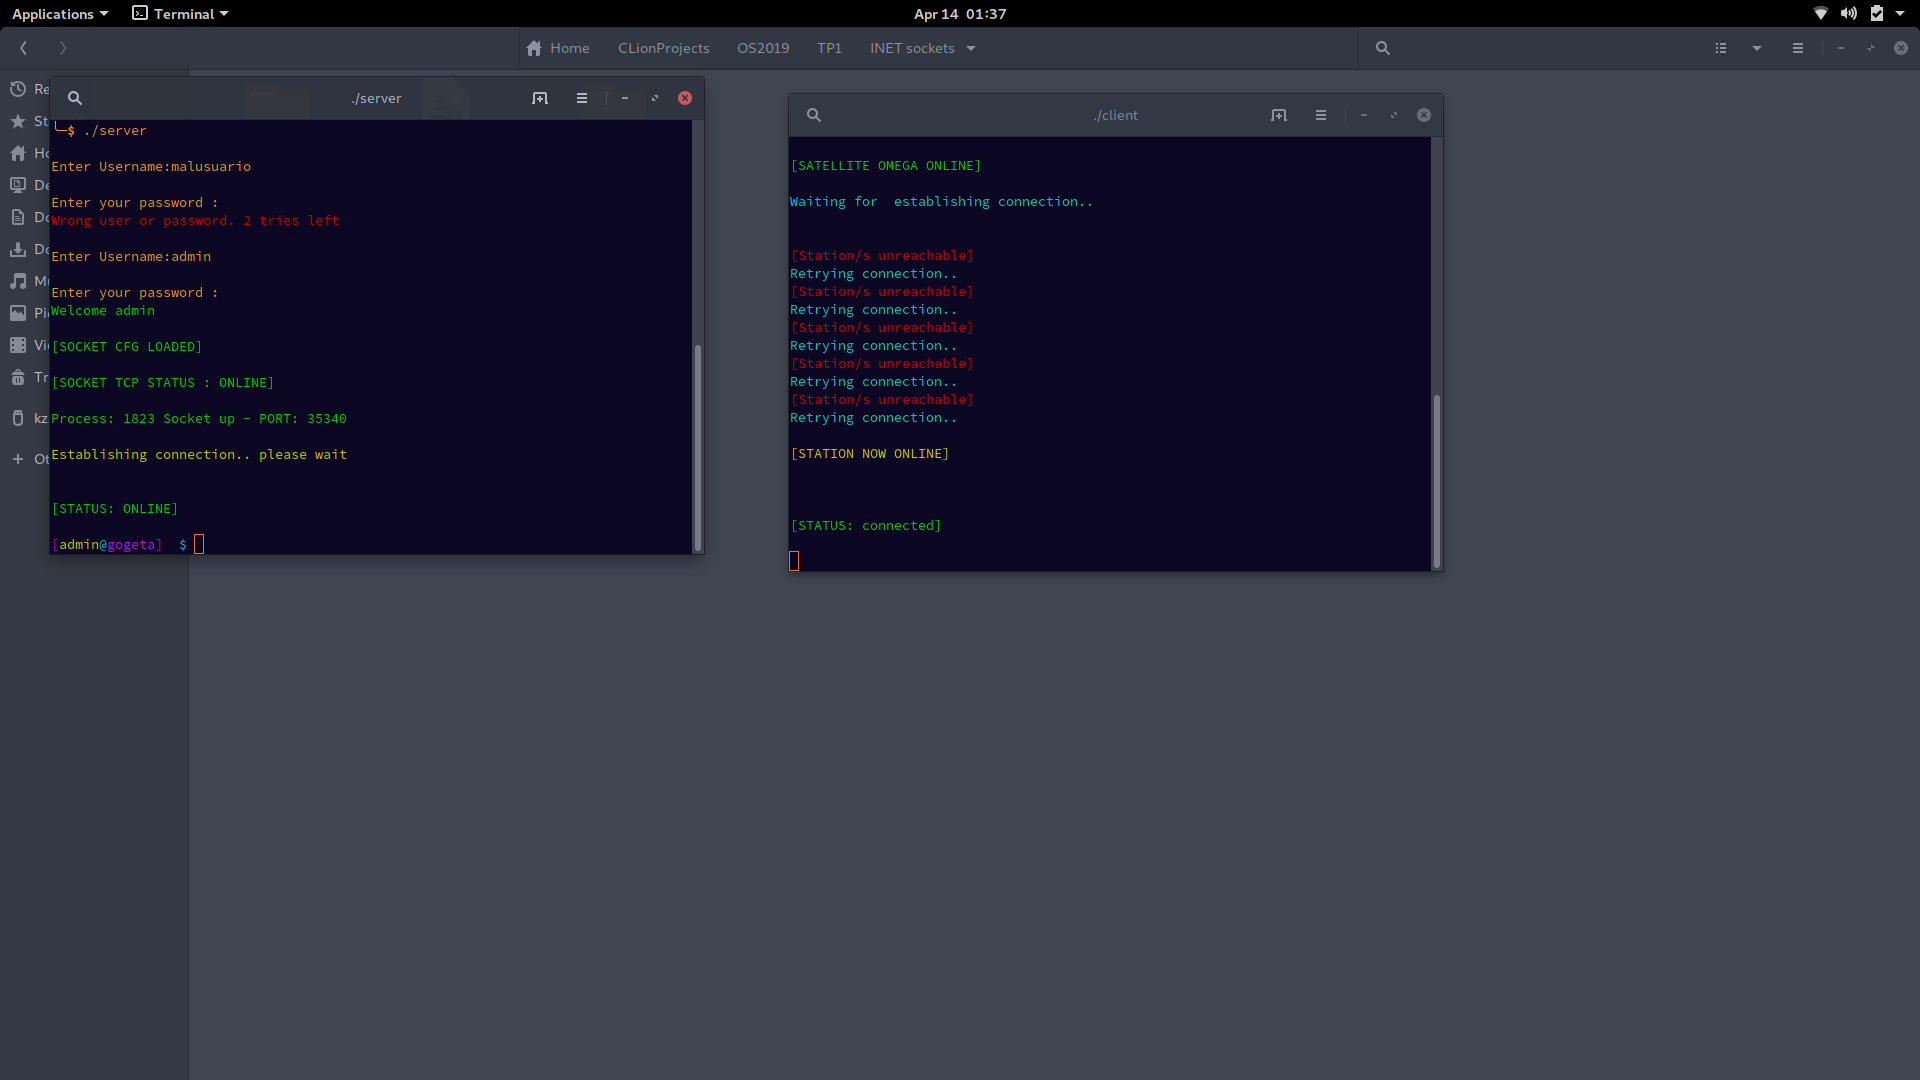 Applications
Terminal
Apr 14 01:37
Home
CLionProjects
OS2019
TP1
INET sockets
Re
St
Ho
De
Do
Do
Mu
Pi
Vi
Tr
kz
Ot
./server
╰─$ ./server
Enter Username:malusuario
Enter your password :
Wrong user or password. 2 tries left
Enter Username:admin
Enter your password :
Welcome admin
[SOCKET CFG LOADED]
[SOCKET TCP STATUS : ONLINE]
Process: 1823 Socket up - PORT: 35340
Establishing connection.. please wait
[STATUS: ONLINE]
[admin@gogeta]  $
./client
[SATELLITE OMEGA ONLINE]
Waiting for  establishing connection..
[Station/s unreachable]
Retrying connection..
[Station/s unreachable]
Retrying connection..
[Station/s unreachable]
Retrying connection..
[Station/s unreachable]
Retrying connection..
[Station/s unreachable]
Retrying connection..
[STATION NOW ONLINE]
[STATUS: connected]